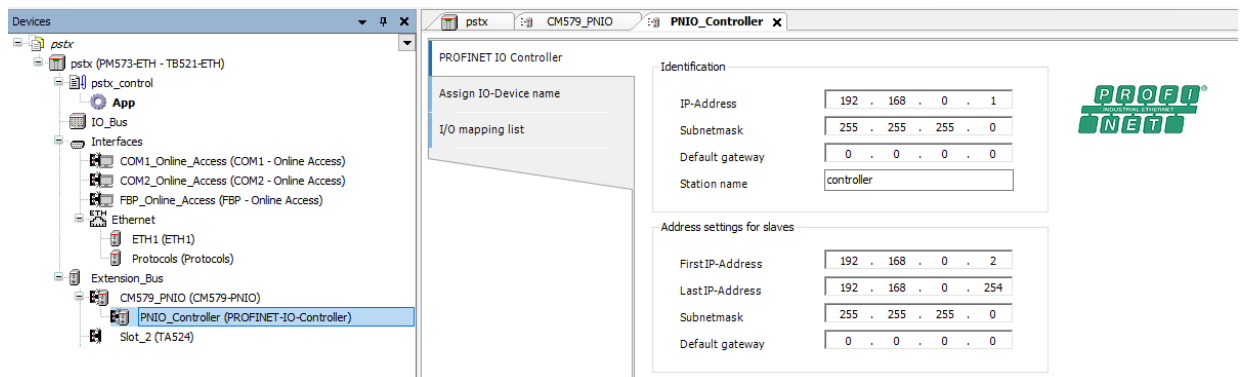 Devices
pstx
pstx (PM573-ETH - TB521-ETH)
pstx_control
App
IO_Bus
Interfaces
COM1_Online_Access (COM1 - Online Access)
COM2_Online_Access (COM2 - Online Access)
FBP_Online_Access (FBP - Online Access)
ETH
Ethernet
ETH1 (ETH1)
Protocols (Protocols)
Extension_Bus
CM579_PNIO (CM579-PNIO)
PNIO_Controller (PROFINET-IO-Controller)
Slot_2 (TA524)
pstx CM579_PNIO PNIO_Controller
PROFINET IO Controller
Assign IO-Device name
I/O mapping list
Identification
IP-Address 192 . 168 . 0 . 1
Subnetmask 255 . 255 . 255 . 0
Default gateway 0 . 0 . 0 . 0
Station name controller
Address settings for slaves
FirstIP-Address 192 . 168 . 0 . 2
LastIP-Address 192 . 168 . 0 . 254
Subnetmask 255 . 255 . 255 . 0
Default gateway 0 . 0 . 0 . 0
PROFI®
INDUSTRIAL ETHERNET
NET